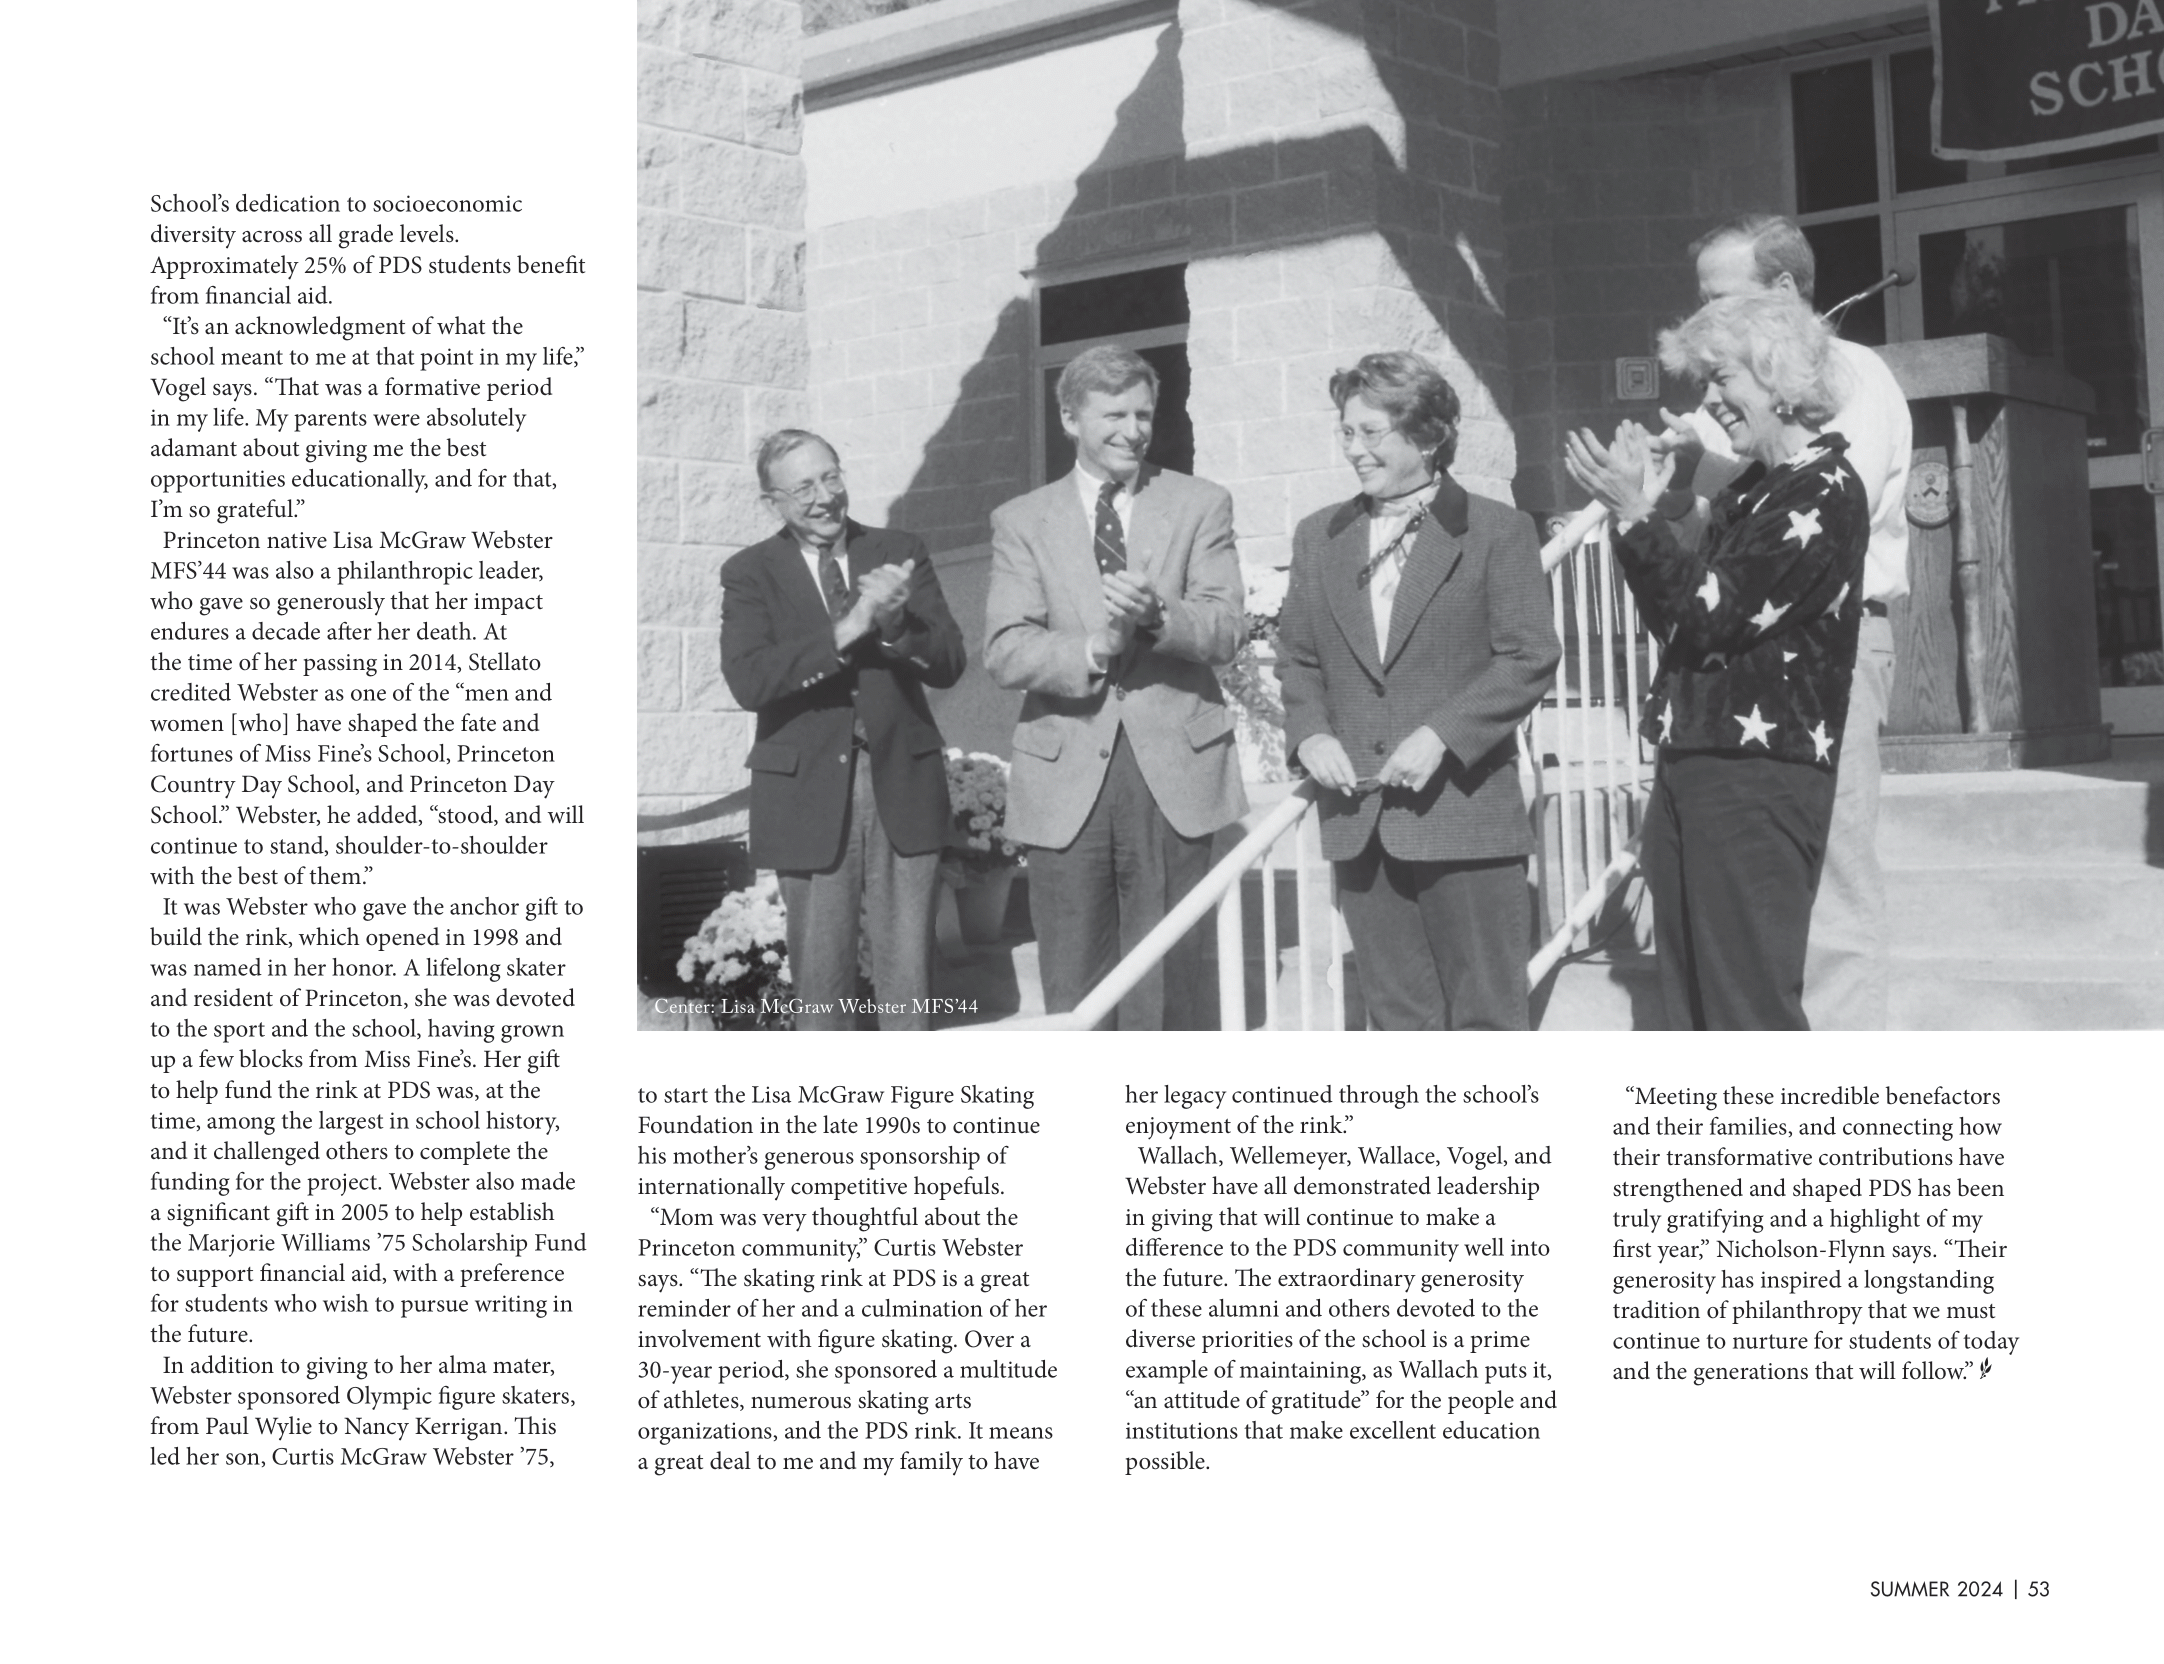 DA
SCH
School’s dedication to socioeconomic
diversity across all grade levels.
Approximately 25% of PDS students benefit
from financial aid.
“It’s an acknowledgment of what the
school meant to me at that point in my life,”
Vogel says. “That was a formative period
in my life. My parents were absolutely
adamant about giving me the best
opportunities educationally, and for that,
I’m so grateful.”
Princeton native Lisa McGraw Webster
MFS’44 was also a philanthropic leader,
who gave so generously that her impact
endures a decade after her death. At
the time of her passing in 2014, Stellato
credited Webster as one of the “men and
women [who] have shaped the fate and
fortunes of Miss Fine’s School, Princeton
Country Day School, and Princeton Day
School.” Webster, he added, “stood, and will
continue to stand, shoulder-to-shoulder
with the best of them.”
It was Webster who gave the anchor gift to
build the rink, which opened in 1998 and
was named in her honor. A lifelong skater
and resident of Princeton, she was devoted
to the sport and the school, having grown
up a few blocks from Miss Fine’s. Her gift
to help fund the rink at PDS was, at the
time, among the largest in school history,
and it challenged others to complete the
funding for the project. Webster also made
a significant gift in 2005 to help establish
the Marjorie Williams ’75 Scholarship Fund
to support financial aid, with a preference
for students who wish to pursue writing in
the future.
In addition to giving to her alma mater,
Webster sponsored Olympic figure skaters,
from Paul Wylie to Nancy Kerrigan. This
led her son, Curtis McGraw Webster ’75,
Center: Lisa McGraw Webster MFS’44
to start the Lisa McGraw Figure Skating
Foundation in the late 1990s to continue
his mother’s generous sponsorship of
internationally competitive hopefuls.
“Mom was very thoughtful about the
Princeton community,” Curtis Webster
says. “The skating rink at PDS is a great
reminder of her and a culmination of her
involvement with figure skating. Over a
30-year period, she sponsored a multitude
of athletes, numerous skating arts
organizations, and the PDS rink. It means
a great deal to me and my family to have
her legacy continued through the school’s
enjoyment of the rink.”
Wallach, Wellemeyer, Wallace, Vogel, and
Webster have all demonstrated leadership
in giving that will continue to make a
difference to the PDS community well into
the future. The extraordinary generosity
of these alumni and others devoted to the
diverse priorities of the school is a prime
example of maintaining, as Wallach puts it,
“an attitude of gratitude” for the people and
institutions that make excellent education
possible.
“Meeting these incredible benefactors
and their families, and connecting how
their transformative contributions have
strengthened and shaped PDS has been
truly gratifying and a highlight of my
first year,” Nicholson-Flynn says. “Their
generosity has inspired a longstanding
tradition of philanthropy that we must
continue to nurture for students of today
and the generations that will follow.”
SUMMER 2024 | 53